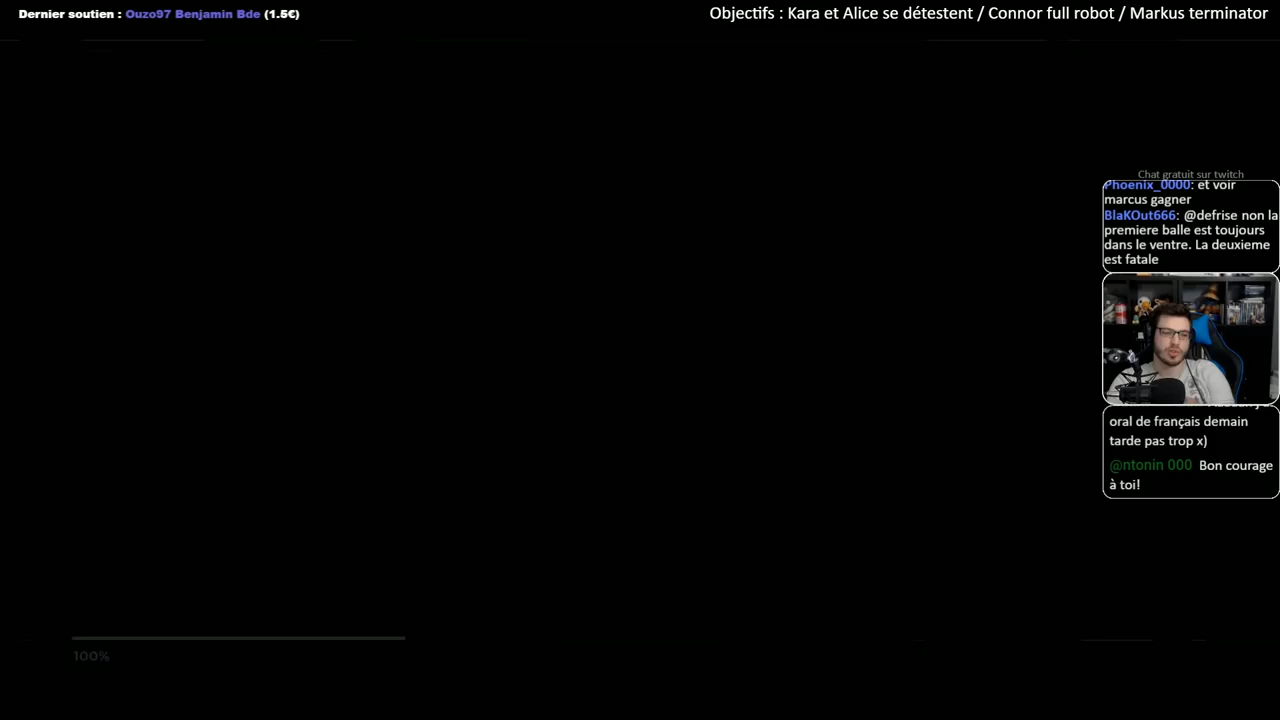 Dernier soutien : Ouzo97 Benjamin Bde (1.5€)
Objectifs : Kara et Alice se détestent / Connor full robot / Markus terminator
Chat gratuit sur twitch
Phoenix_0000: et voir
marcus gagner
BlaKOut666: @defrise non la
premiere balle est toujours
dans le ventre. La deuxieme
est fatale
oral de français demain
tarde pas trop x)
@ntonin 000 Bon courage
à toi!
100%